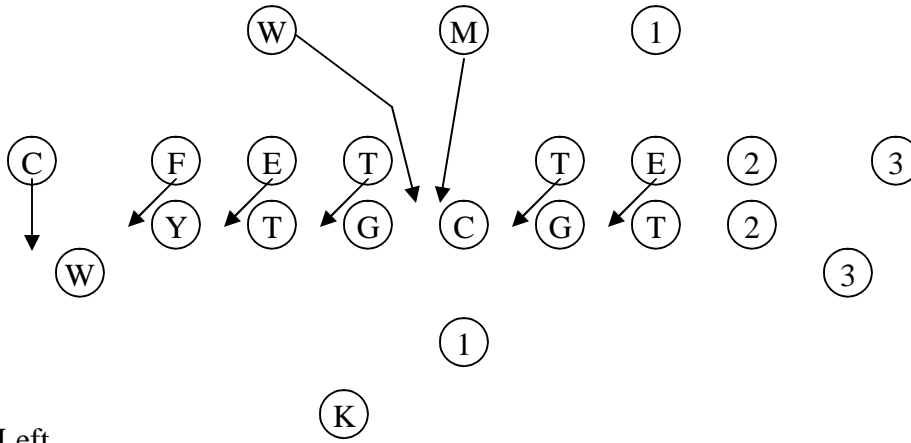 W M 1
C F E T T E 2 3
Y T G C G T 2
W 3
1
K
Left